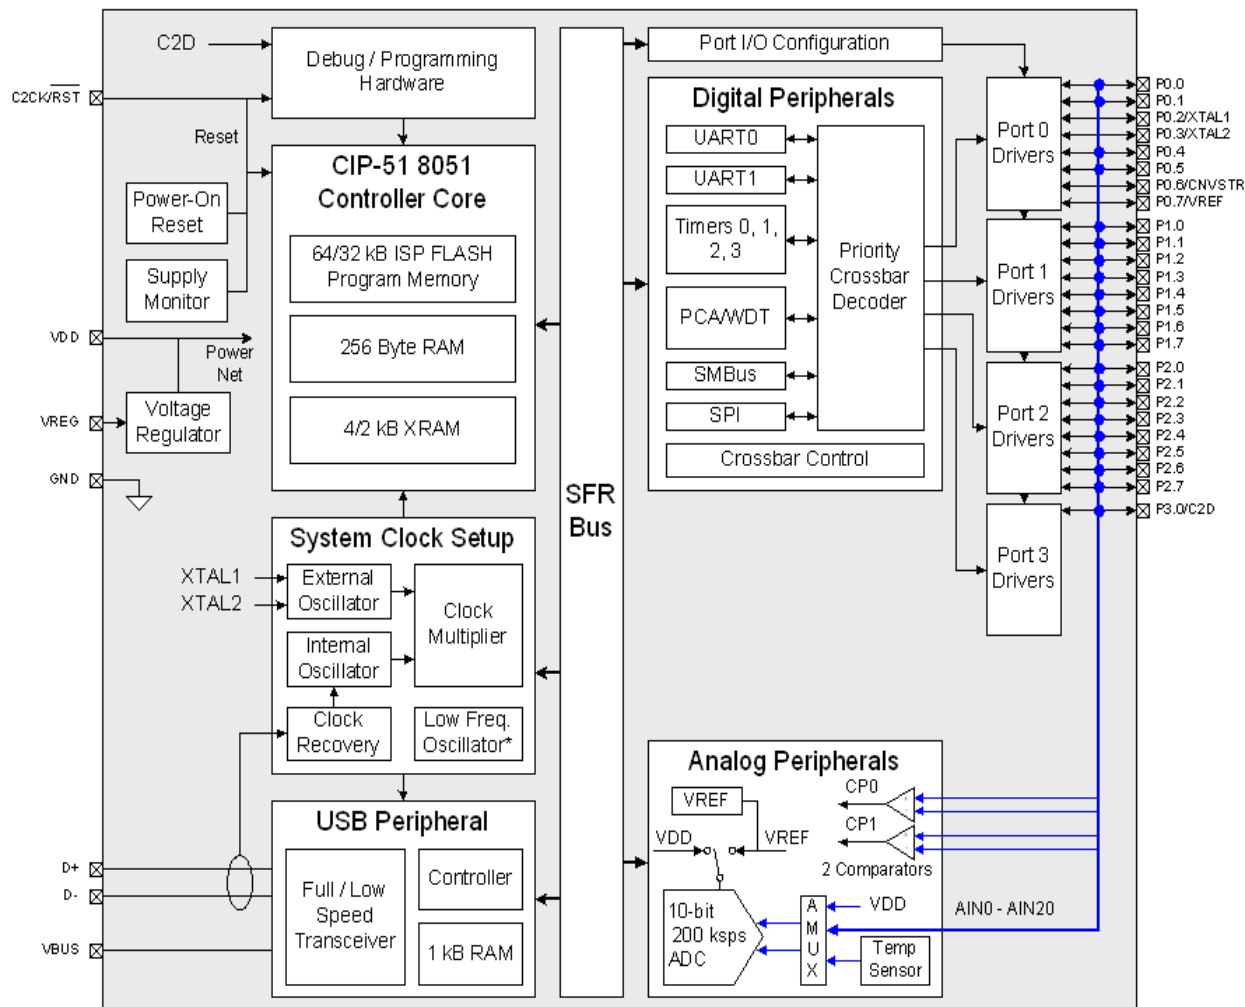 C2D
Debug / Programming
Hardware
C2CK/RST
Reset
Power-On
Reset
Supply
Monitor
VDD
Power
Net
VREG
Voltage
Regulator
GND
CIP-51 8051
Controller Core
64/32 kB ISP FLASH
Program Memory
256 Byte RAM
4/2 kB XRAM
System Clock Setup
XTAL1
XTAL2
External
Oscillator
Internal
Oscillator
Clock
Multiplier
Clock
Recovery
Low Freq.
Oscillator*
USB Peripheral
D+
D-
VBUS
Full / Low
Speed
Transceiver
Controller
1 kB RAM
SFR
Bus
Port I/O Configuration
Digital Peripherals
UART0
UART1
Timers 0, 1,
2, 3
PCA/WDT
SMBus
SPI
Priority
Crossbar
Decoder
Crossbar Control
Port 0
Drivers
Port 1
Drivers
Port 2
Drivers
Port 3
Drivers
P0.0
P0.1
P0.2/XTAL1
P0.3/XTAL2
P0.4
P0.5
P0.6/CNVSTR
P0.7/VREF
P1.0
P1.1
P1.2
P1.3
P1.4
P1.5
P1.6
P1.7
P2.0
P2.1
P2.2
P2.3
P2.4
P2.5
P2.6
P2.7
P3.0/C2D
Analog Peripherals
VREF
VDD
VREF
CP0
CP1
2 Comparators
10-bit
200 ksps
ADC
A
M
U
X
VDD
Temp
Sensor
AIN0 - AIN20